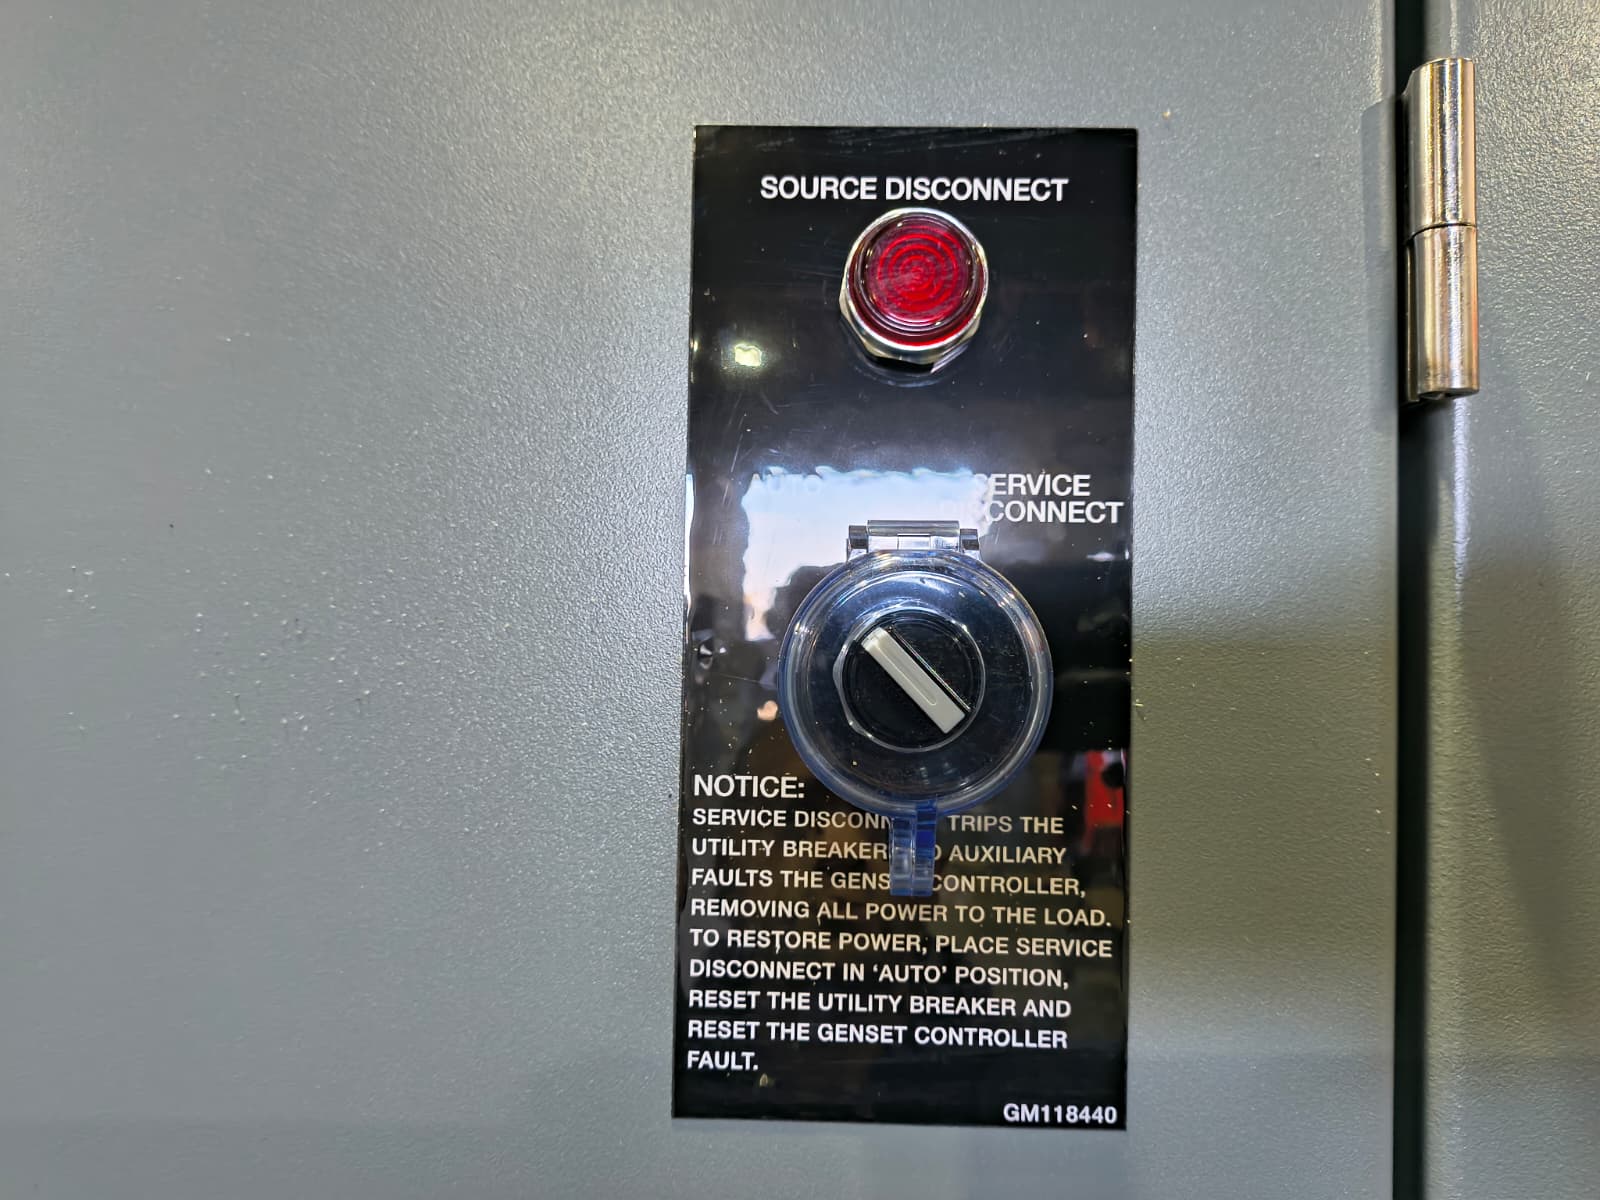 SOURCE DISCONNECT
AUTO
SERVICE
DISCONNECT
NOTICE:
SERVICE DISCONN TRIPS THE
UTILITY BREAKER AUXILIARY
FAULTS THE GENS CONTROLLER,
REMOVING ALL POWER TO THE LOAD.
TO RESTORE POWER, PLACE SERVICE
DISCONNECT IN ‘AUTO’ POSITION,
RESET THE UTILITY BREAKER AND
RESET THE GENSET CONTROLLER
FAULT.
GM118440